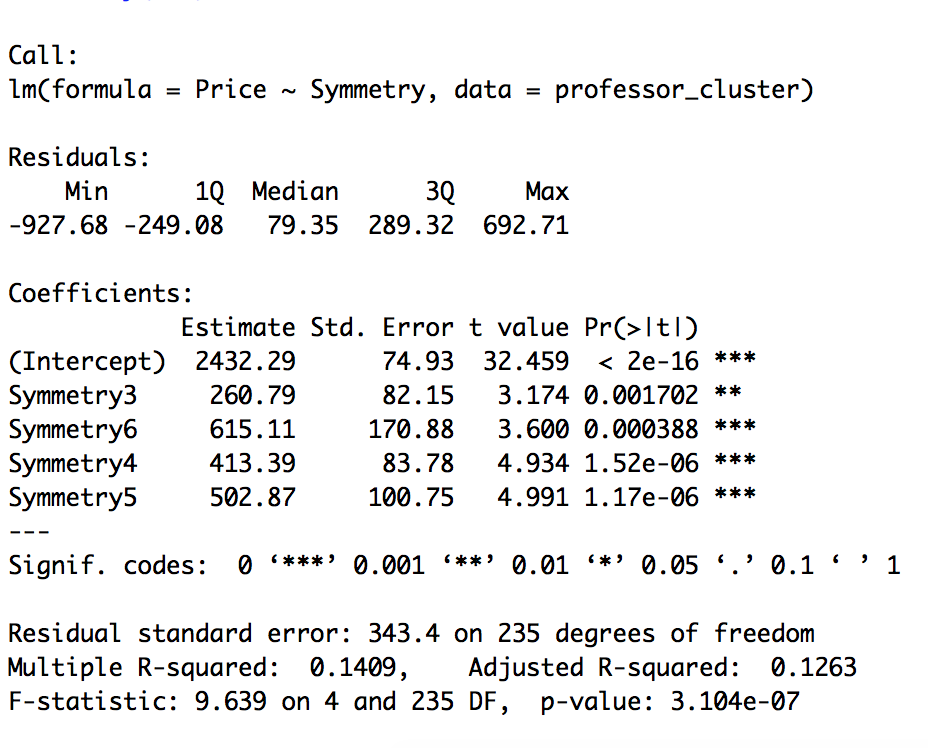 Call:
lm(formula = Price ~ Symmetry, data = professor_cluster)
Residuals:
    Min      1Q  Median      3Q     Max
-927.68 -249.08   79.35  289.32  692.71
Coefficients:
            Estimate Std. Error t value Pr(>|t|)
(Intercept)  2432.29      74.93  32.459  < 2e-16 ***
Symmetry3     260.79      82.15   3.174 0.001702 **
Symmetry6     615.11     170.88   3.600 0.000388 ***
Symmetry4     413.39      83.78   4.934 1.52e-06 ***
Symmetry5     502.87     100.75   4.991 1.17e-06 ***
---
Signif. codes:  0 ‘***’ 0.001 ‘**’ 0.01 ‘*’ 0.05 ‘.’ 0.1 ‘ ’ 1
Residual standard error: 343.4 on 235 degrees of freedom
Multiple R-squared:  0.1409,	Adjusted R-squared:  0.1263
F-statistic: 9.639 on 4 and 235 DF,  p-value: 3.104e-07